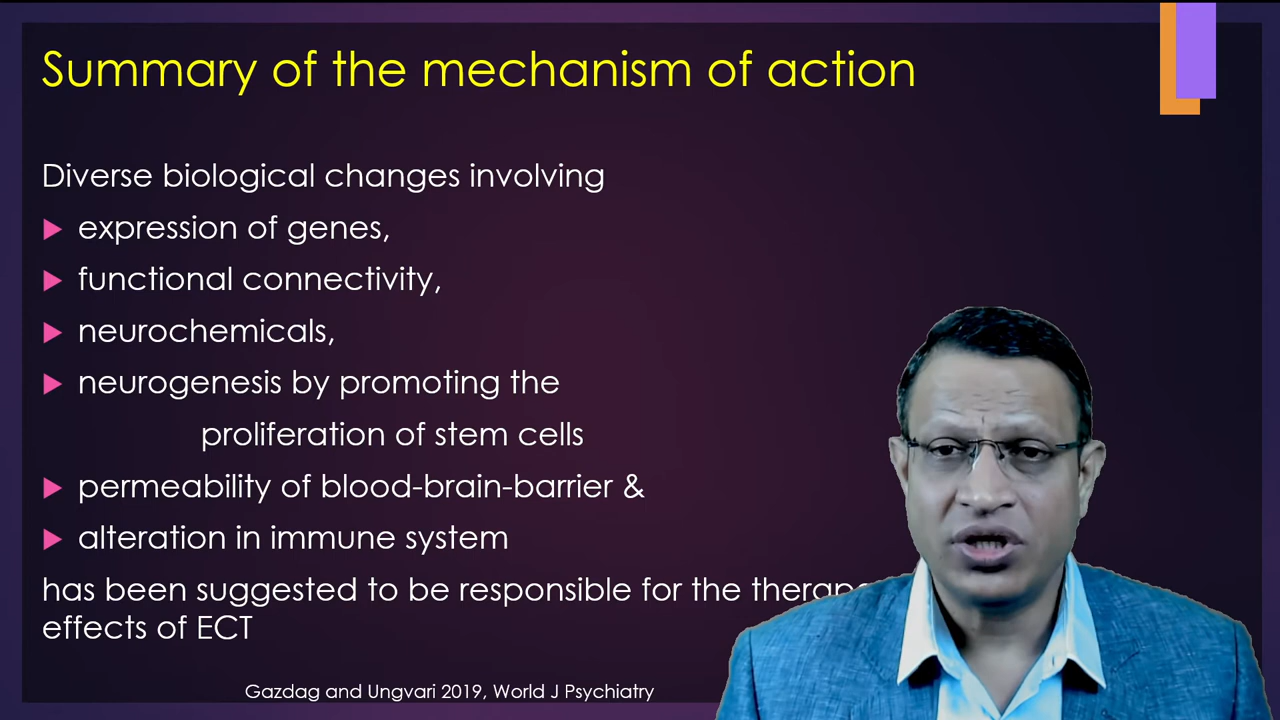 Summary of the mechanism of action
Diverse biological changes involving
expression of genes,
functional connectivity,
neurochemicals,
neurogenesis by promoting the
proliferation of stem cells
permeability of blood-brain-barrier &
alteration in immune system
has been suggested to be responsible for the
effects of ECT
Gazdag and Ungvari 2019, World J Psychiatry